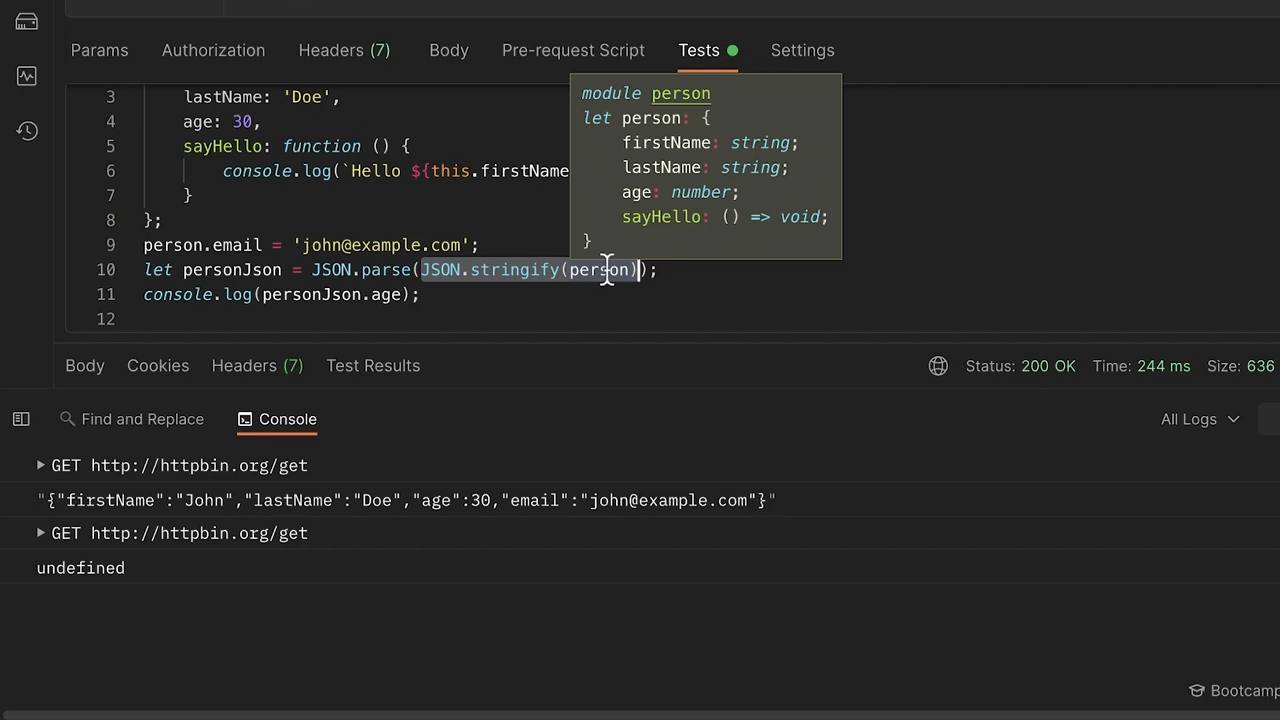 Params Authorization Headers (7) Body Pre-request Script Tests Settings
3 lastName: 'Doe',
4 age: 30,
5 sayHello: function () {
6 console.log(`Hello ${this.firstName
7 }
8 };
9 person.email = 'john@example.com';
10 let personJson = JSON.parse(JSON.stringify(person));
11 console.log(personJson.age);
12
module person
let person: {
firstName: string;
lastName: string;
age: number;
sayHello: () => void;
}
Body Cookies Headers (7) Test Results Status: 200 OK Time: 244 ms Size: 636
Find and Replace Console All Logs
GET http://httpbin.org/get
"{"firstName":"John","lastName":"Doe","age":30,"email":"john@example.com"}"
GET http://httpbin.org/get
undefined
Bootcamp